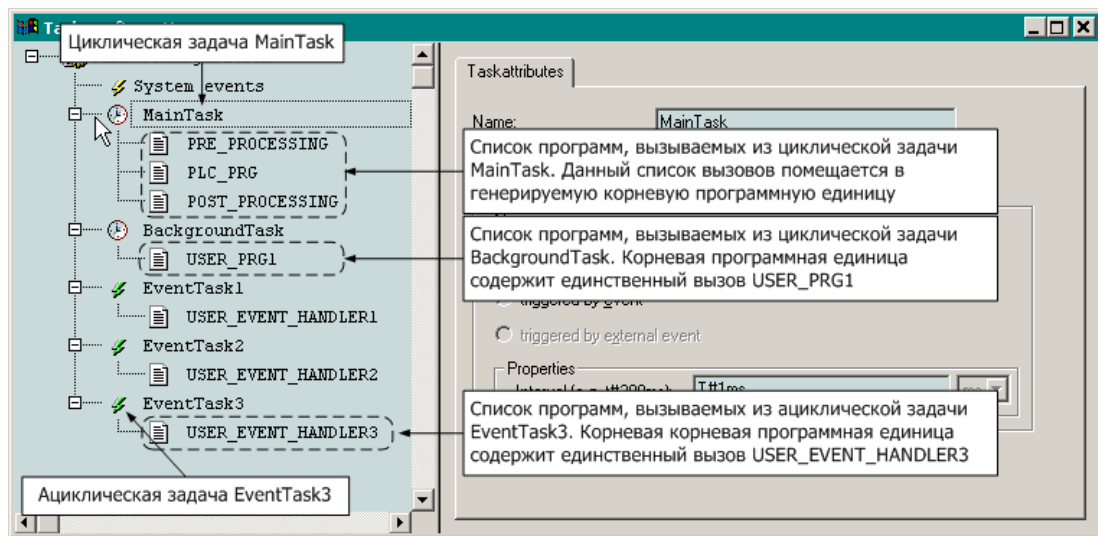 Ta
Циклическая задача MainTask
System events
MainTask
PRE_PROCESSING
PLC_PRG
POST_PROCESSING
BackgroundTask
USER_PRG1
EventTask1
USER_EVENT_HANDLER1
EventTask2
USER_EVENT_HANDLER2
EventTask3
USER_EVENT_HANDLER3
Ациклическая задача EventTask3
Taskattributes
Name:
MainTask
Список программ, вызываемых из циклической задачи
MainTask. Данный список вызовов помещается в
генерируемую корневую программную единицу
Список программ, вызываемых из циклической задачи
BackgroundTask. Корневая программная единица
содержит единственный вызов USER_PRG1
triggered by event
triggered by external event
Properties
Interval (e.g. t#200ms):
T#1ms
ms
Список программ, вызываемых из ациклической задачи
EventTask3. Корневая корневая программная единица
содержит единственный вызов USER_EVENT_HANDLER3